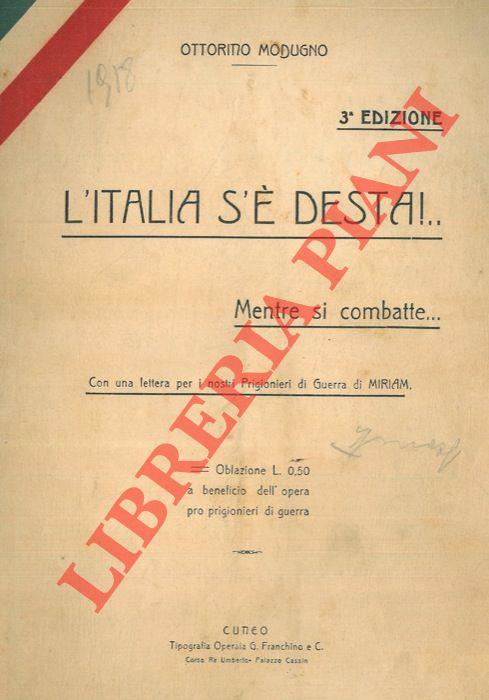 OTTORINO MODUGNO
1918
3ª EDIZIONE
L'ITALIA S'È DESTA!..
Mentre si combatte...
Con una lettera per i nostri Prigionieri di Guerra di MIRIAM.
Oblazione L. 0,50
a beneficio dell' opera
pro prigionieri di guerra
CUNEO
Tipografia Operaia G. Franchino e C.
Corso Re Umberto - Palazzo Cassin
LIBRERIA PIANI